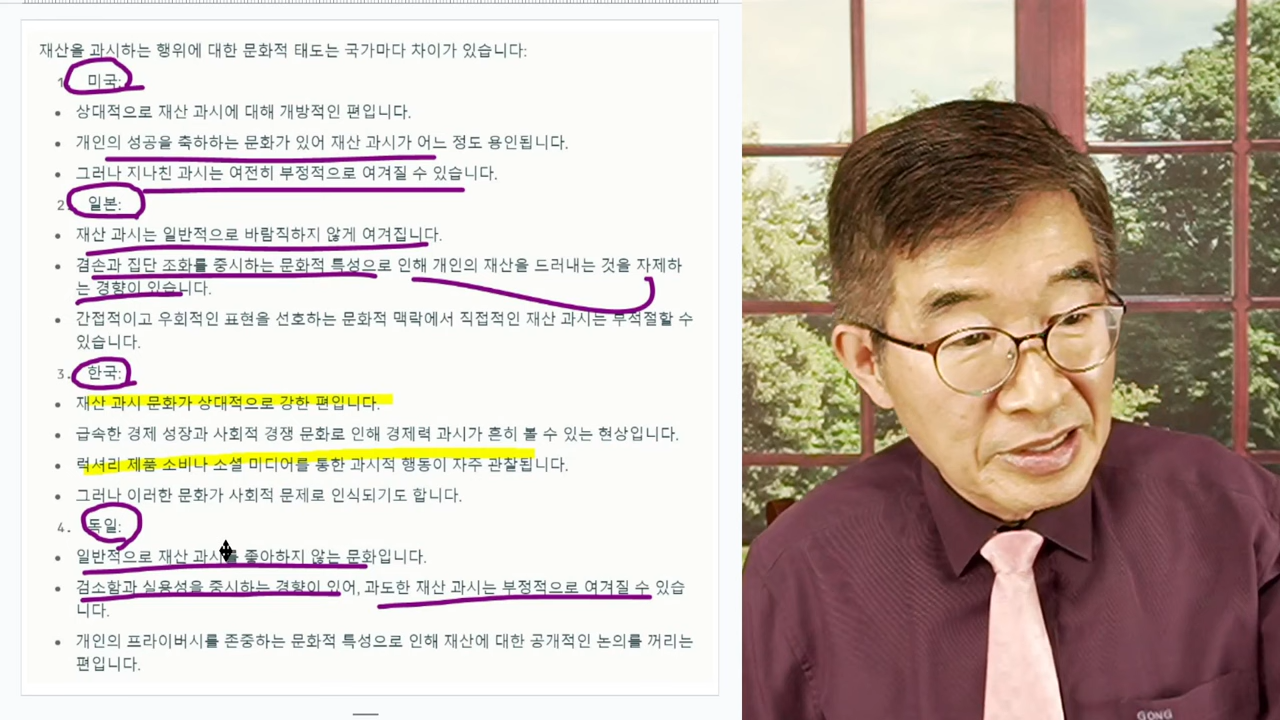 재산을 과시하는 행위에 대한 문화적 태도는 국가마다 차이가 있습니다:
1. 미국:
• 상대적으로 재산 과시에 대해 개방적인 편입니다.
• 개인의 성공을 축하하는 문화가 있어 재산 과시가 어느 정도 용인됩니다.
• 그러나 지나친 과시는 여전히 부정적으로 여겨질 수 있습니다.
2. 일본:
• 재산 과시는 일반적으로 바람직하지 않게 여겨집니다.
• 겸손과 집단 조화를 중시하는 문화적 특성으로 인해 개인의 재산을 드러내는 것을 자제하
는 경향이 있습니다.
• 간접적이고 우회적인 표현을 선호하는 문화적 맥락에서 직접적인 재산 과시는 부적절할 수
있습니다.
3. 한국:
• 재산 과시 문화가 상대적으로 강한 편입니다.
• 급속한 경제 성장과 사회적 경쟁 문화로 인해 경제력 과시가 흔히 볼 수 있는 현상입니다.
• 럭셔리 제품 소비나 소셜 미디어를 통한 과시적 행동이 자주 관찰됩니다.
• 그러나 이러한 문화가 사회적 문제로 인식되기도 합니다.
4. 독일:
• 일반적으로 재산 과시를 좋아하지 않는 문화입니다.
• 검소함과 실용성을 중시하는 경향이 있어, 과도한 재산 과시는 부정적으로 여겨질 수 있습
니다.
• 개인의 프라이버시를 존중하는 문화적 특성으로 인해 재산에 대한 공개적인 논의를 꺼리는
편입니다.
GONG